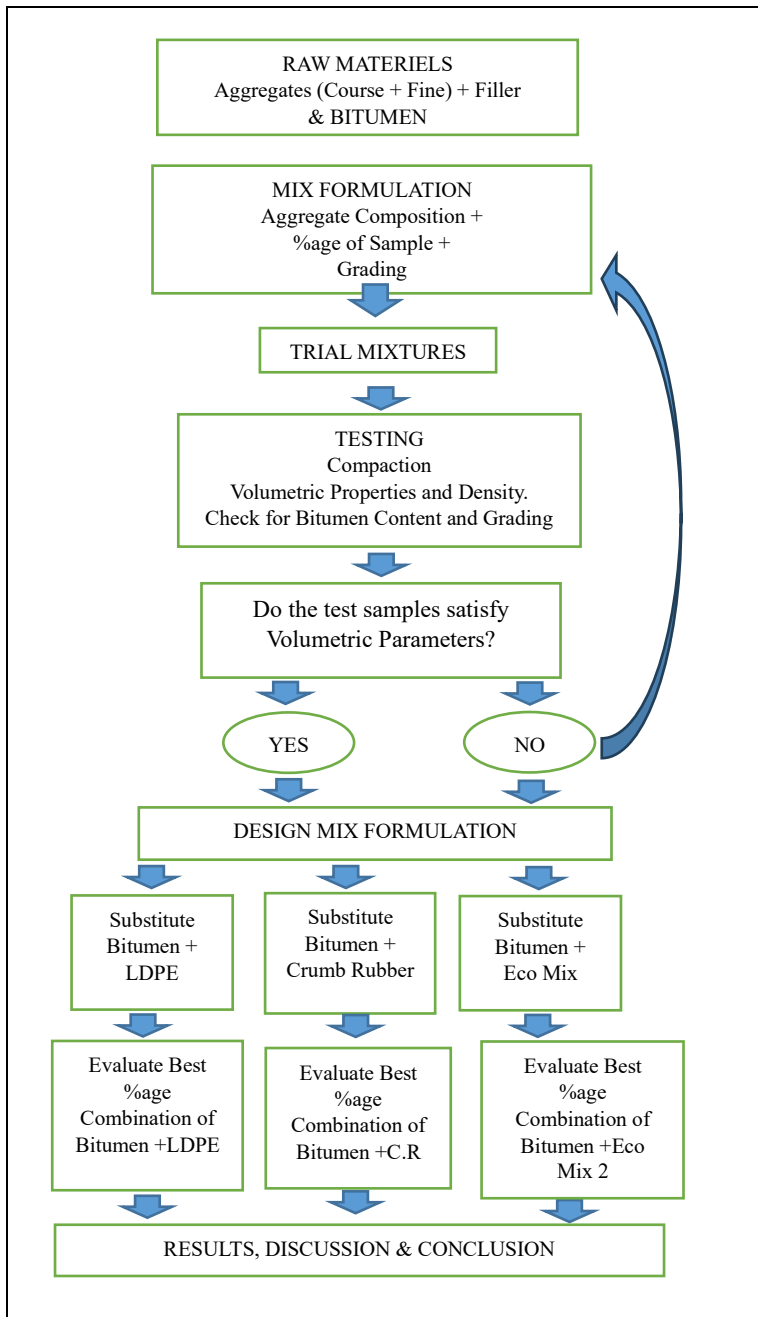 RAW MATERIELS
Aggregates (Course + Fine) + Filler
& BITUMEN
MIX FORMULATION
Aggregate Composition +
%age of Sample +
Grading
TRIAL MIXTURES
TESTING
Compaction
Volumetric Properties and Density.
Check for Bitumen Content and Grading
Do the test samples satisfy
Volumetric Parameters?
YES
NO
DESIGN MIX FORMULATION
Substitute
Bitumen +
LDPE
Substitute
Bitumen +
Crumb Rubber
Substitute
Bitumen +
Eco Mix
Evaluate Best
%age
Combination of
Bitumen +LDPE
Evaluate Best
%age
Combination of
Bitumen +C.R
Evaluate Best
%age
Combination of
Bitumen +Eco
Mix 2
RESULTS, DISCUSSION & CONCLUSION